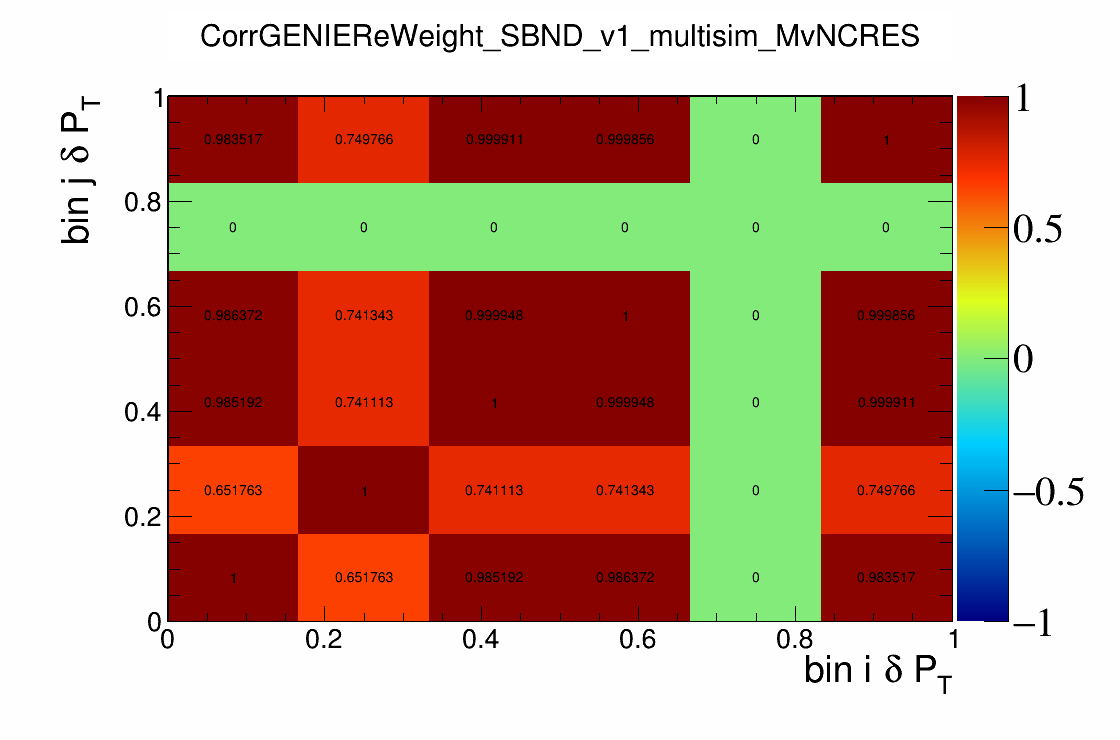 CorrGENIEReWeight_SBND_v1_multisim_MvNCRES
bin j δ P_T
1
0.983517 0.749766 0.999911 0.999856 0 1
0.8
0 0 0 0 0 0
0.6
0.986372 0.741343 0.999948 1 0 0.999856
0.4
0.985192 0.741113 1 0.999948 0 0.999911
0.651763 1 0.741113 0.741343 0 0.749766
0.2
1 0.651763 0.985192 0.986372 0 0.983517
0
0 0.2 0.4 0.6 0.8 1
bin i δ P_T
1
0.5
0
−0.5
−1